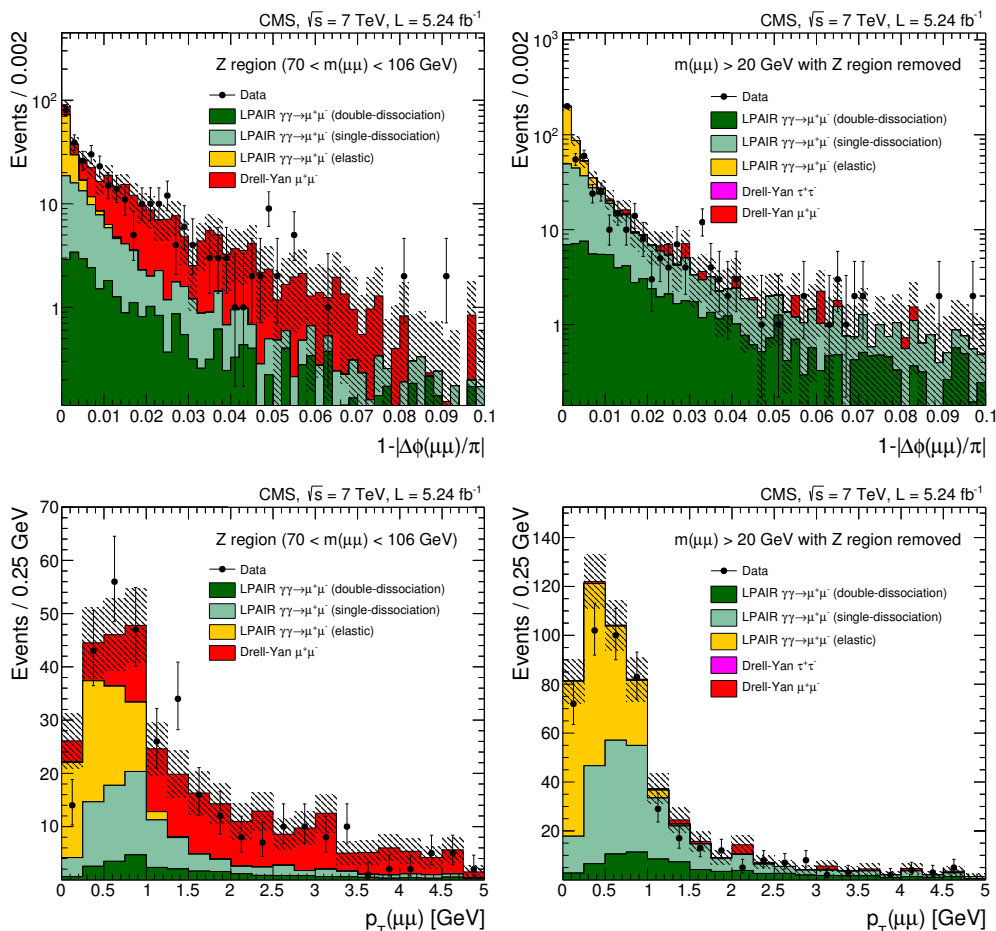 CMS, √s = 7 TeV, L = 5.24 fb⁻¹
Events / 0.002
Z region (70 < m(μμ) < 106 GeV)
Data
LPAIR γγ→μ⁺μ⁻ (double-dissociation)
LPAIR γγ→μ⁺μ⁻ (single-dissociation)
LPAIR γγ→μ⁺μ⁻ (elastic)
Drell-Yan μ⁺μ⁻
10²
10
1
0 0.01 0.02 0.03 0.04 0.05 0.06 0.07 0.08 0.09 0.1
1-|Δϕ(μμ)/π|
CMS, √s = 7 TeV, L = 5.24 fb⁻¹
Events / 0.002
m(μμ) > 20 GeV with Z region removed
Data
LPAIR γγ→μ⁺μ⁻ (double-dissociation)
LPAIR γγ→μ⁺μ⁻ (single-dissociation)
LPAIR γγ→μ⁺μ⁻ (elastic)
Drell-Yan τ⁺τ⁻
Drell-Yan μ⁺μ⁻
10³
10²
10
1
0 0.01 0.02 0.03 0.04 0.05 0.06 0.07 0.08 0.09 0.1
1-|Δϕ(μμ)/π|
CMS, √s = 7 TeV, L = 5.24 fb⁻¹
Events / 0.25 GeV
Z region (70 < m(μμ) < 106 GeV)
Data
LPAIR γγ→μ⁺μ⁻ (double-dissociation)
LPAIR γγ→μ⁺μ⁻ (single-dissociation)
LPAIR γγ→μ⁺μ⁻ (elastic)
Drell-Yan μ⁺μ⁻
70
60
50
40
30
20
10
0 0.5 1 1.5 2 2.5 3 3.5 4 4.5 5
p_T(μμ) [GeV]
CMS, √s = 7 TeV, L = 5.24 fb⁻¹
Events / 0.25 GeV
m(μμ) > 20 GeV with Z region removed
Data
LPAIR γγ→μ⁺μ⁻ (double-dissociation)
LPAIR γγ→μ⁺μ⁻ (single-dissociation)
LPAIR γγ→μ⁺μ⁻ (elastic)
Drell-Yan τ⁺τ⁻
Drell-Yan μ⁺μ⁻
140
120
100
80
60
40
20
0 0.5 1 1.5 2 2.5 3 3.5 4 4.5 5
p_T(μμ) [GeV]